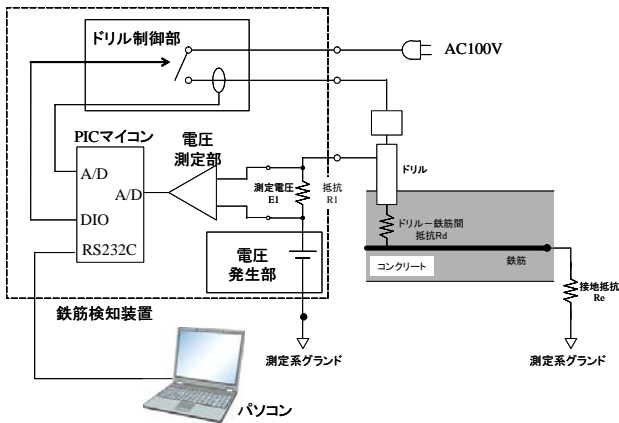 ドリル制御部
AC100V
PICマイコン
電圧
測定部
A/D
A/D
DIO
RS232C
測定電圧
E1
抵抗
R1
ドリル
ドリルー鉄筋間
抵抗Rd
コンクリート
鉄筋
電圧
発生部
接地抵抗
Re
鉄筋検知装置
測定系グランド
測定系グランド
パソコン